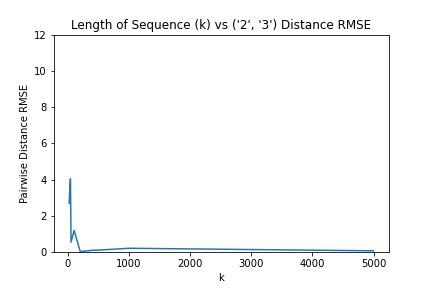 Length of Sequence (k) vs ('2', '3') Distance RMSE
12
10
8
6
4
2
0
Pairwise Distance RMSE
0 1000 2000 3000 4000 5000
k